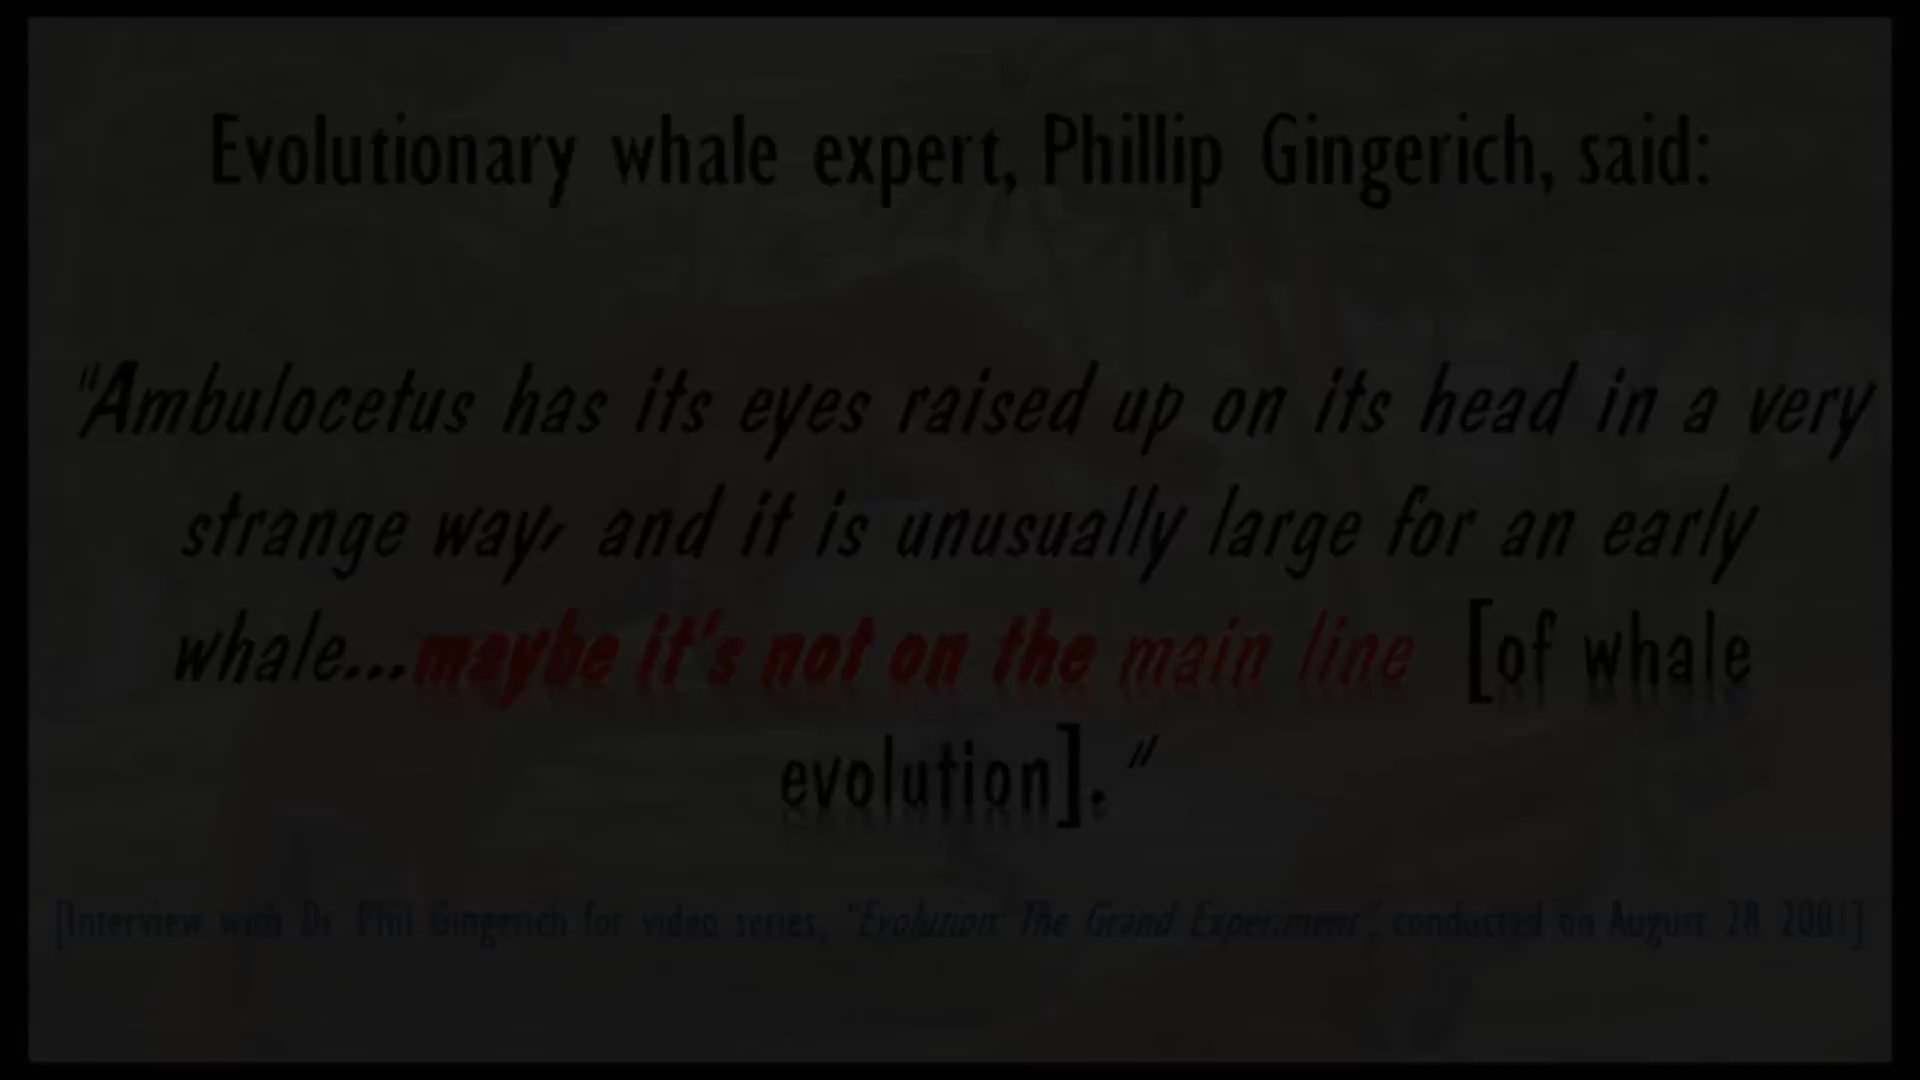 Evolutionary whale expert, Phillip Gingerich, said:
"Ambulocetus has its eyes raised up on its head in a very
strange way, and it is unusually large for an early
whale...maybe it's not on the main line [of whale
evolution]."
[Interview with Dr. Phil Gingerich for video series, "Evolution: The Grand Experiment", conducted on August 28 2001]